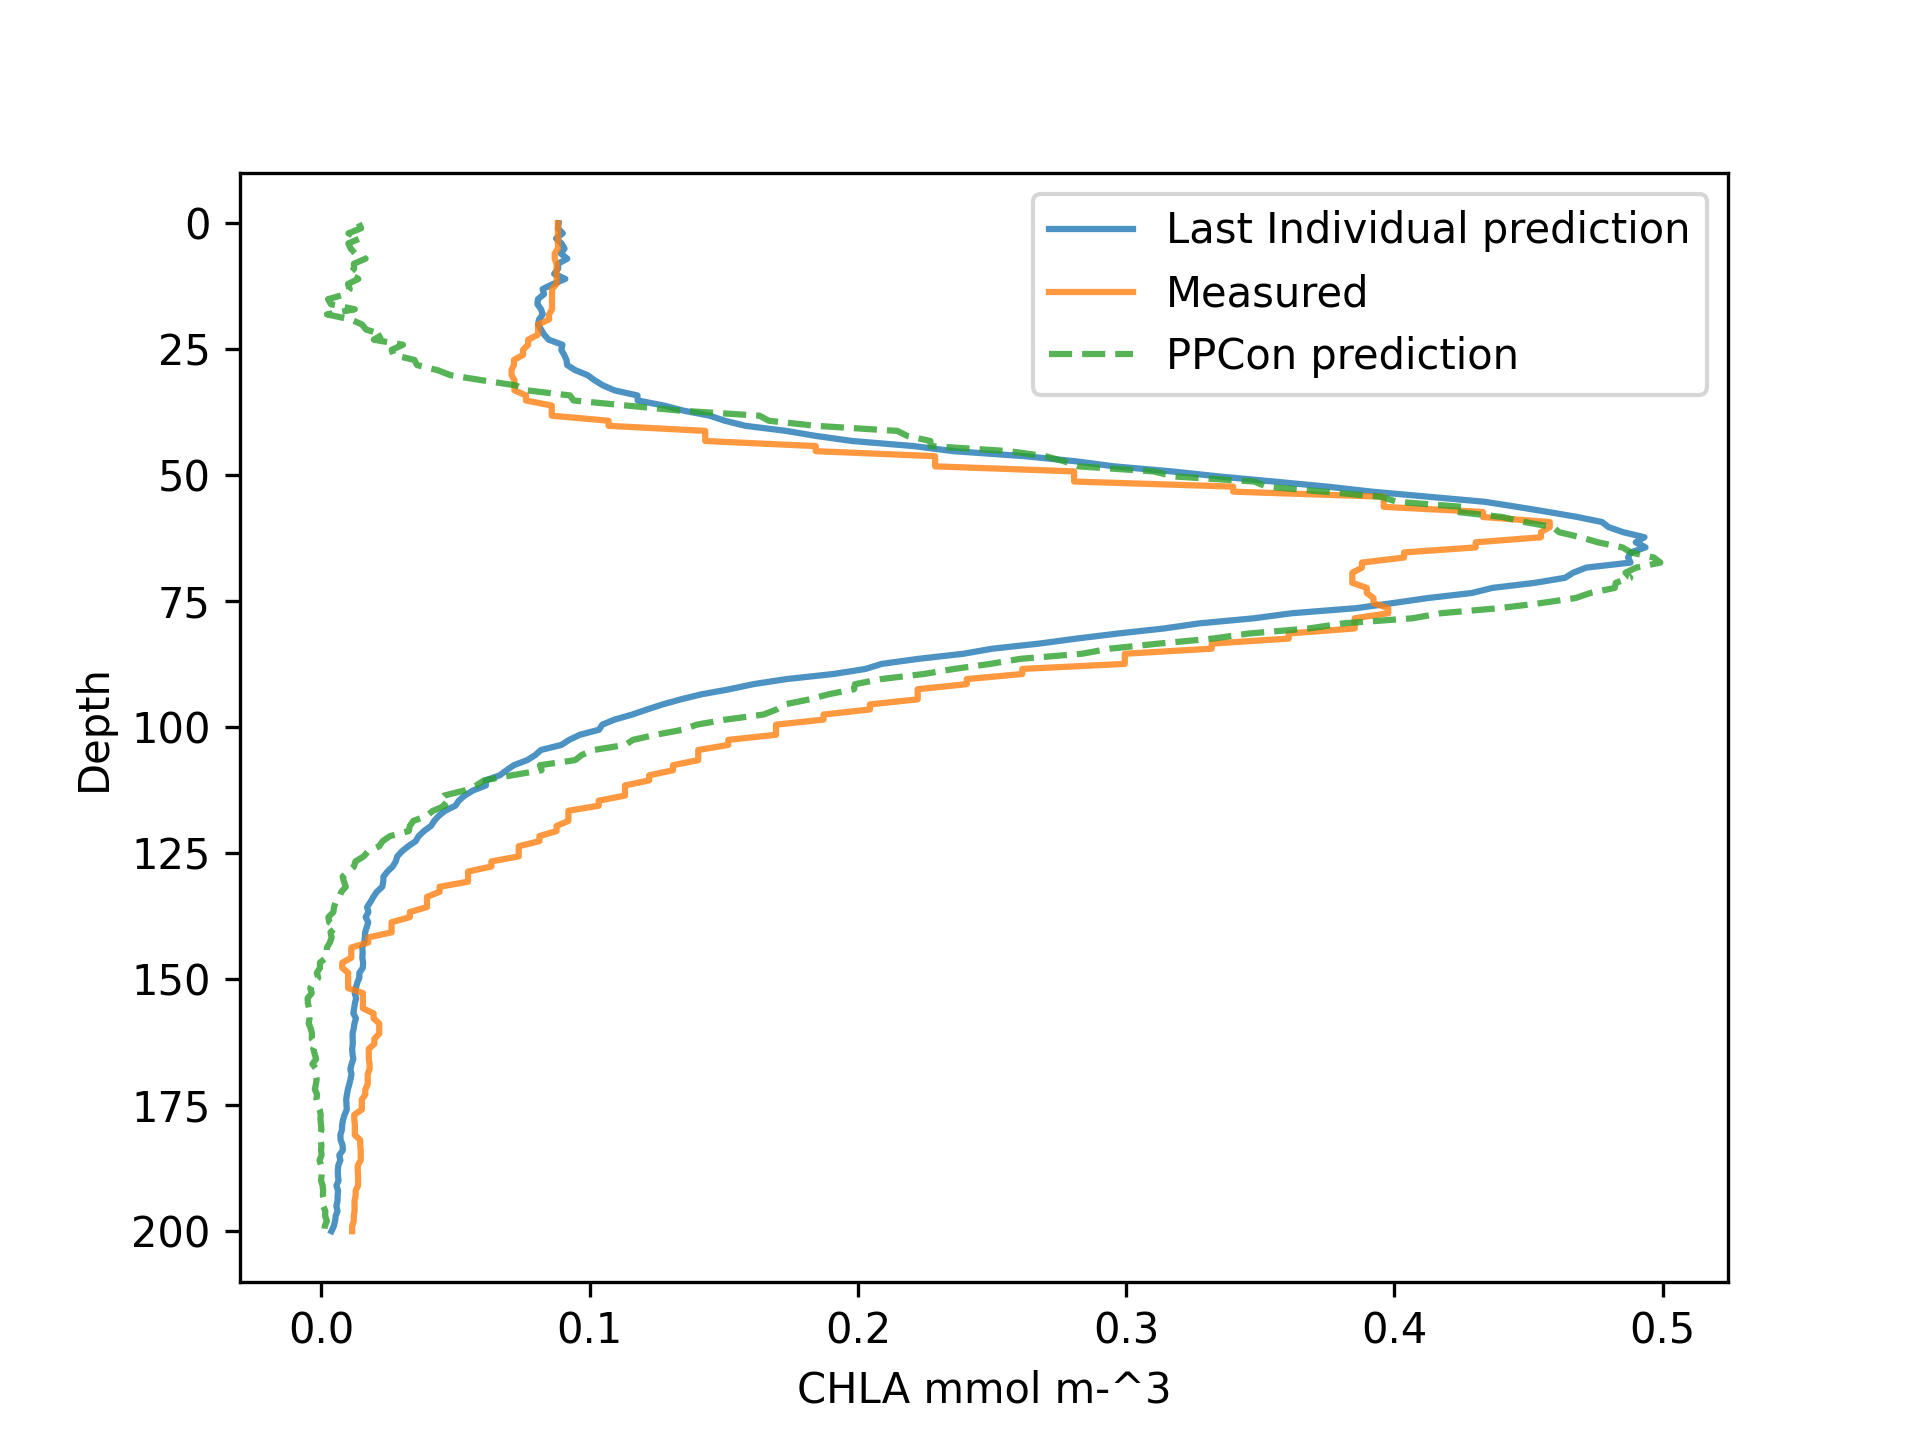 Last Individual prediction
Measured
PPCon prediction
0
25
50
75
100
125
150
175
200
Depth
0.0 0.1 0.2 0.3 0.4 0.5
CHLA mmol m-^3